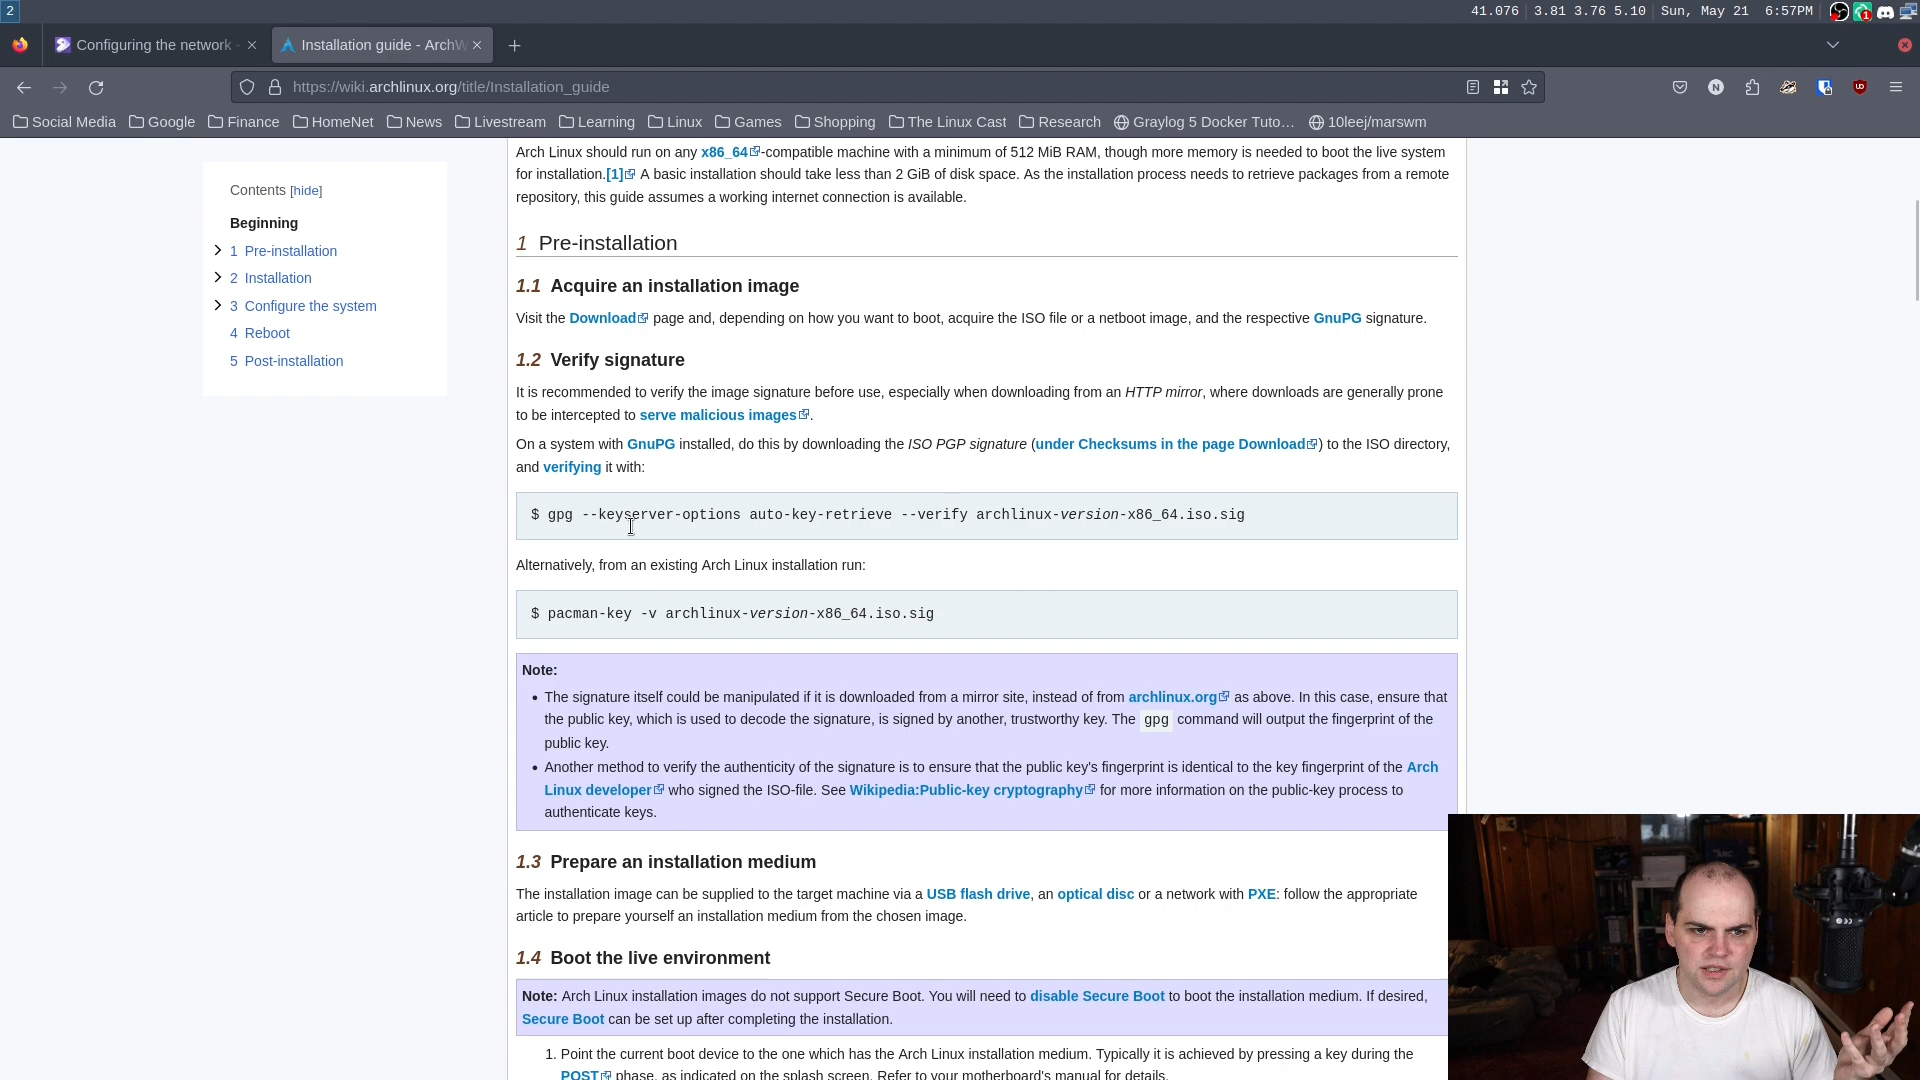 2
41.076 3.81 3.76 5.10 Sun, May 21 6:57PM 1
Configuring the network -
Installation guide - ArchW
https://wiki.archlinux.org/title/Installation_guide
N
Social Media Google Finance HomeNet News Livestream Learning Linux Games Shopping The Linux Cast Research Graylog 5 Docker Tuto… 10leej/marswm
Contents [hide]
Beginning
1 Pre-installation
2 Installation
3 Configure the system
4 Reboot
5 Post-installation
Arch Linux should run on any x86_64-compatible machine with a minimum of 512 MiB RAM, though more memory is needed to boot the live system
for installation.[1] A basic installation should take less than 2 GiB of disk space. As the installation process needs to retrieve packages from a remote
repository, this guide assumes a working internet connection is available.
1 Pre-installation
1.1 Acquire an installation image
Visit the Download page and, depending on how you want to boot, acquire the ISO file or a netboot image, and the respective GnuPG signature.
1.2 Verify signature
It is recommended to verify the image signature before use, especially when downloading from an HTTP mirror, where downloads are generally prone
to be intercepted to serve malicious images.
On a system with GnuPG installed, do this by downloading the ISO PGP signature (under Checksums in the page Download) to the ISO directory,
and verifying it with:
$ gpg --keyserver-options auto-key-retrieve --verify archlinux-version-x86_64.iso.sig
Alternatively, from an existing Arch Linux installation run:
$ pacman-key -v archlinux-version-x86_64.iso.sig
Note:
• The signature itself could be manipulated if it is downloaded from a mirror site, instead of from archlinux.org as above. In this case, ensure that
the public key, which is used to decode the signature, is signed by another, trustworthy key. The gpg command will output the fingerprint of the
public key.
• Another method to verify the authenticity of the signature is to ensure that the public key's fingerprint is identical to the key fingerprint of the Arch
Linux developer who signed the ISO-file. See Wikipedia:Public-key cryptography for more information on the public-key process to
authenticate keys.
1.3 Prepare an installation medium
The installation image can be supplied to the target machine via a USB flash drive, an optical disc or a network with PXE: follow the appropriate
article to prepare yourself an installation medium from the chosen image.
1.4 Boot the live environment
Note: Arch Linux installation images do not support Secure Boot. You will need to disable Secure Boot to boot the installation medium. If desired,
Secure Boot can be set up after completing the installation.
1. Point the current boot device to the one which has the Arch Linux installation medium. Typically it is achieved by pressing a key during the
POST phase, as indicated on the splash screen. Refer to your motherboard's manual for details.